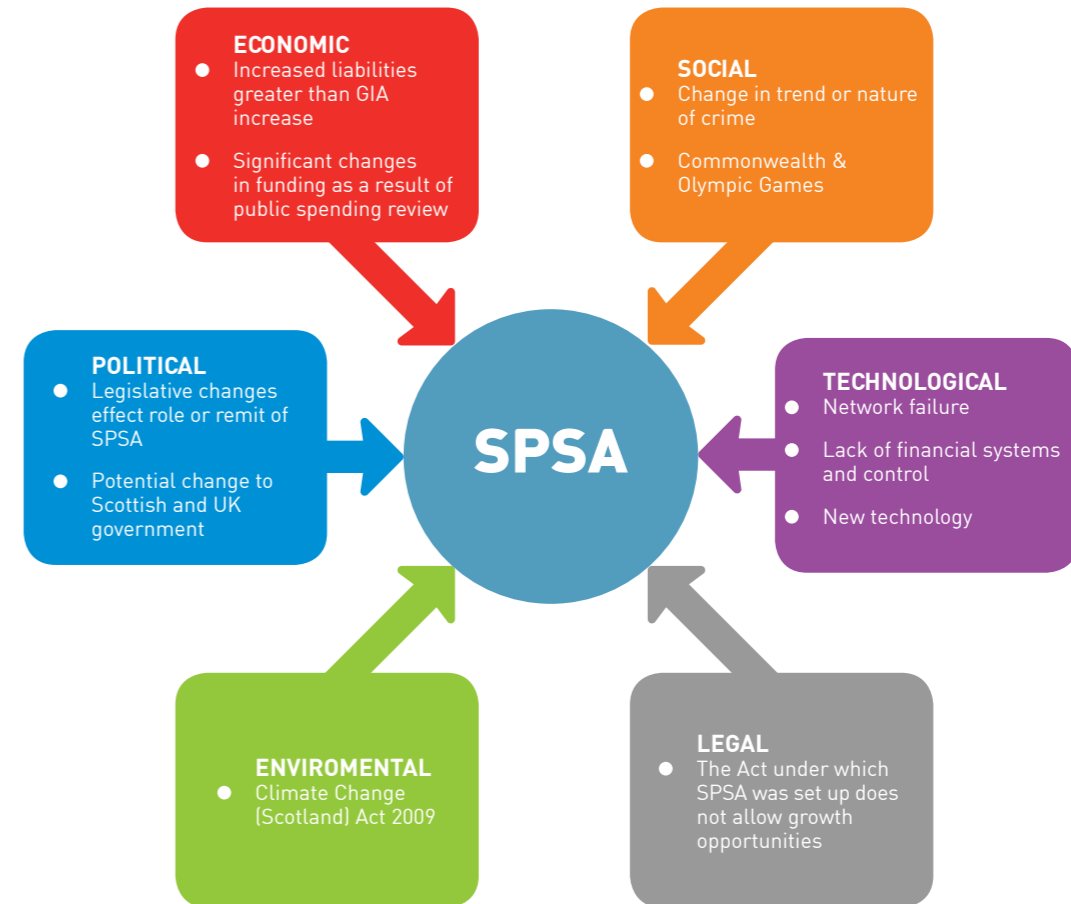 ECONOMIC
● Increased liabilities
greater than GIA
increase
● Significant changes
in funding as a result of
public spending review
SOCIAL
● Change in trend or nature
of crime
● Commonwealth &
Olympic Games
POLITICAL
● Legislative changes
effect role or remit of
SPSA
● Potential change to
Scottish and UK
government
SPSA
TECHNOLOGICAL
● Network failure
● Lack of financial systems
and control
● New technology
ENVIROMENTAL
● Climate Change
(Scotland) Act 2009
LEGAL
● The Act under which
SPSA was set up does
not allow growth
opportunities